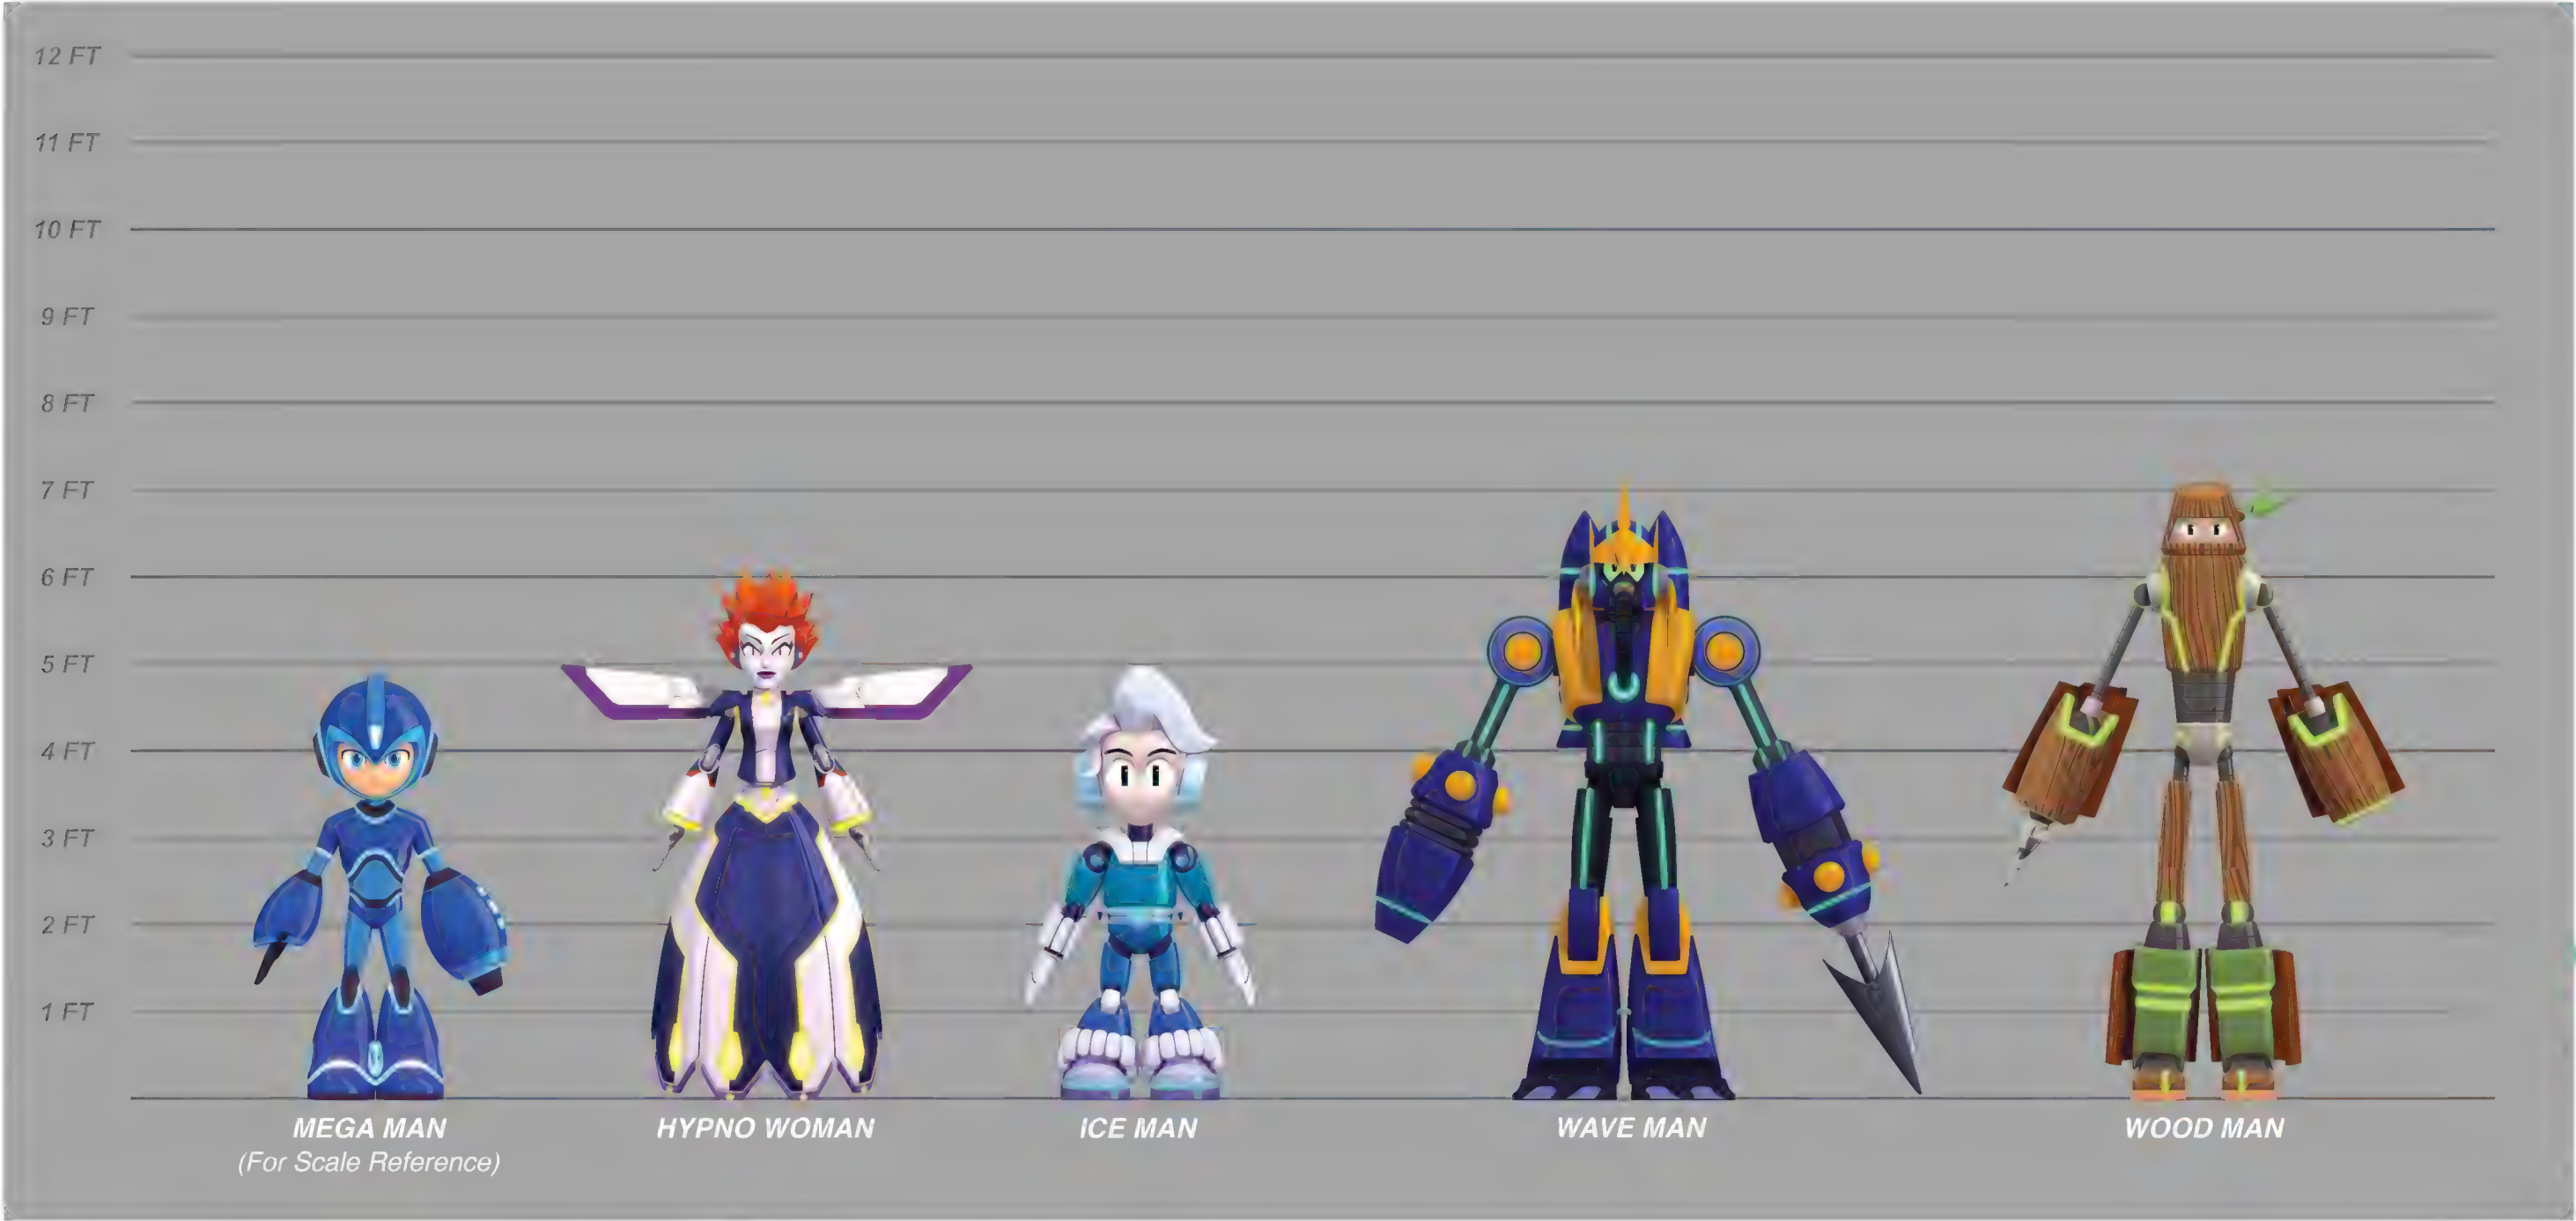 12 FT
11 FT
10 FT
9 FT
8 FT
7 FT
6 FT
5 FT
4 FT
3 FT
2 FT
1 FT
MEGA MAN
(For Scale Reference)
HYPNO WOMAN
ICE MAN
WAVE MAN
WOOD MAN